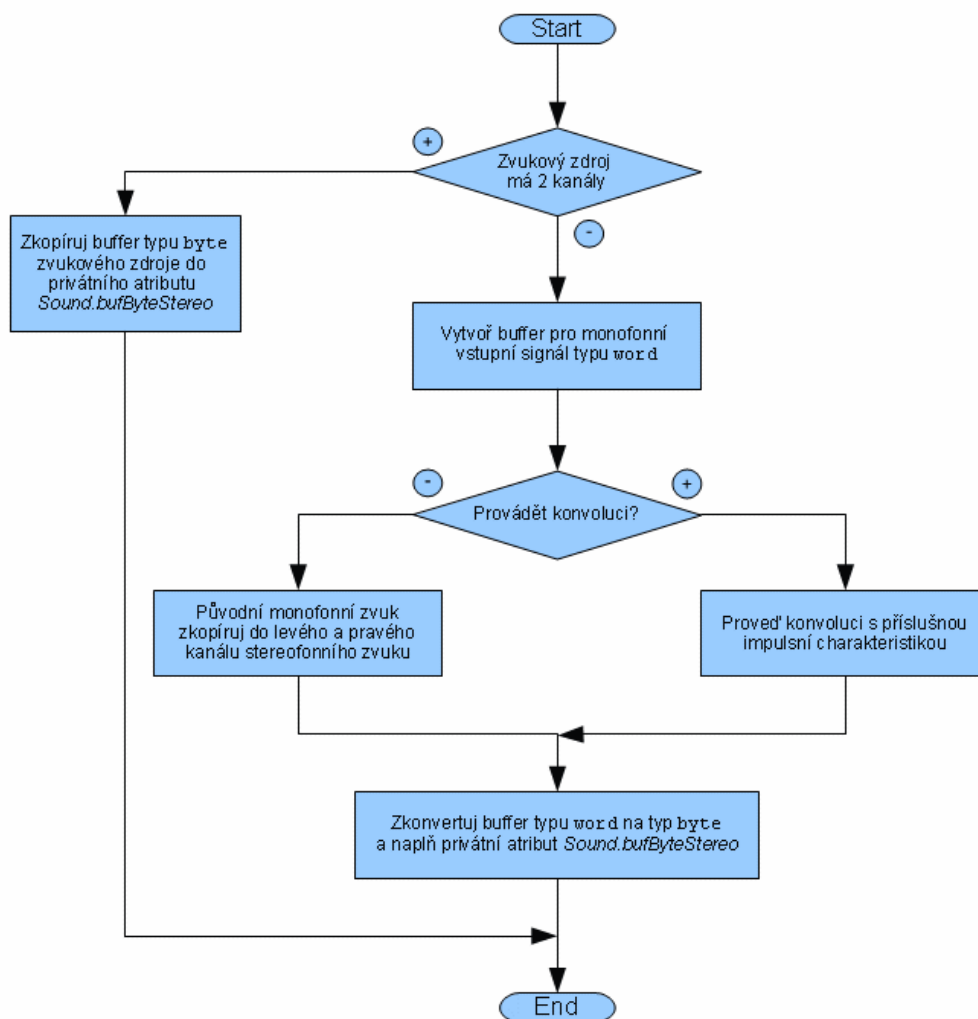 Start
+
Zvukový zdroj
má 2 kanály
-
Zkopíruj buffer typu byte
zvukového zdroje do
privátního atributu
Sound.bufByteStereo
Vytvoř buffer pro monofonní
vstupní signál typu word
-
+
Provádět konvoluci?
Původní monofonní zvuk
zkopíruj do levého a pravého
kanálu stereofonního zvuku
Proveď konvoluci s příslušnou
impulsní charakteristikou
Zkonvertuj buffer typu word na typ byte
a naplň privátní atribut Sound.bufByteStereo
End